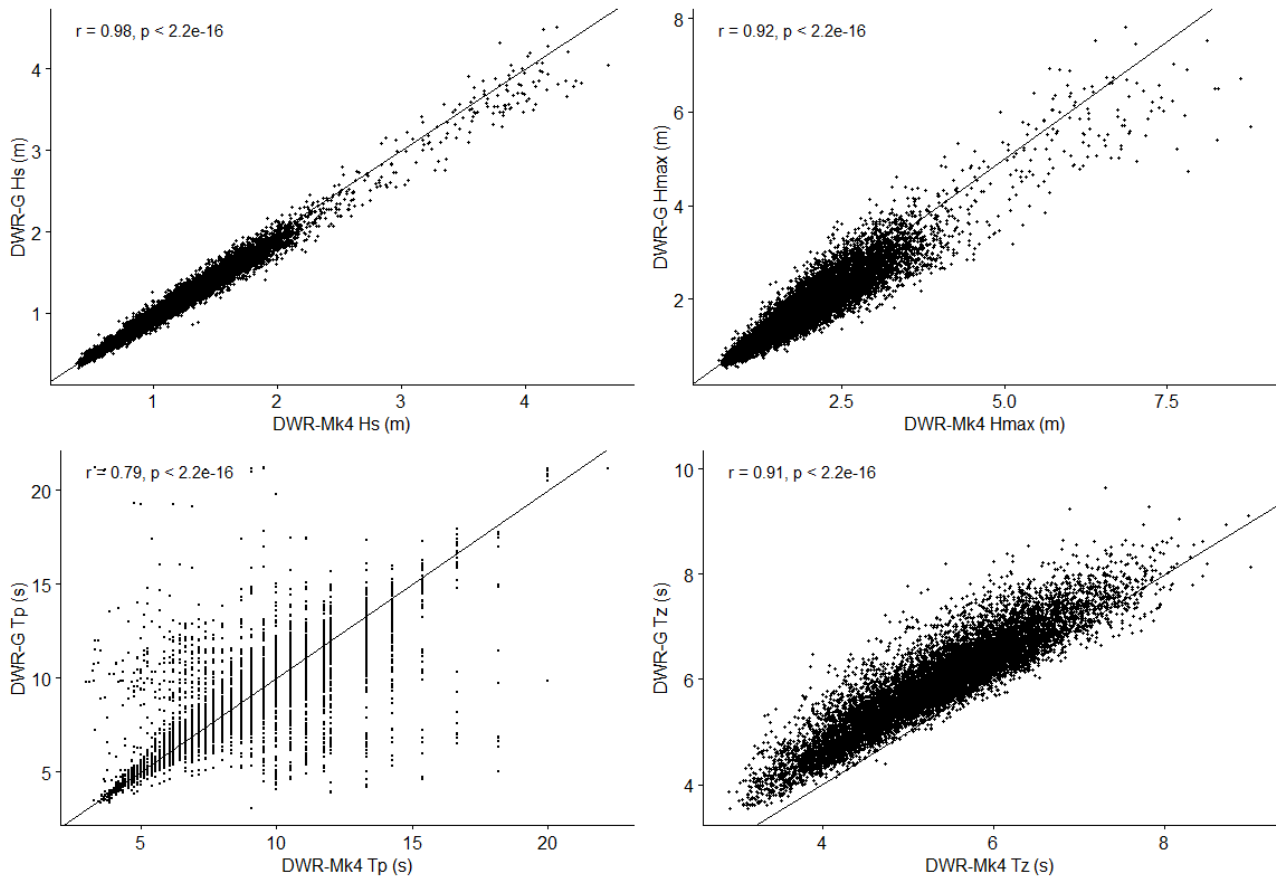 r = 0.98, p < 2.2e-16
4
3
2
1
DWR-G Hs (m)
1
2
3
4
DWR-Mk4 Hs (m)
r = 0.92, p < 2.2e-16
8
6
4
2
DWR-G Hmax (m)
2.5
5.0
7.5
DWR-Mk4 Hmax (m)
r = 0.79, p < 2.2e-16
20
15
10
5
DWR-G Tp (s)
5
10
15
20
DWR-Mk4 Tp (s)
r = 0.91, p < 2.2e-16
10
8
6
4
DWR-G Tz (s)
4
6
8
DWR-Mk4 Tz (s)